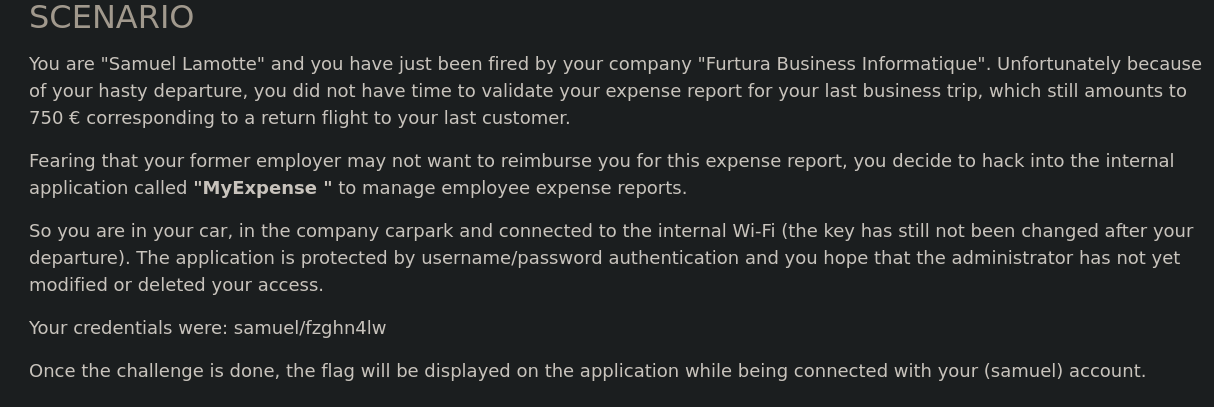 SCENARIO
You are "Samuel Lamotte" and you have just been fired by your company "Furtura Business Informatique". Unfortunately because
of your hasty departure, you did not have time to validate your expense report for your last business trip, which still amounts to
750 € corresponding to a return flight to your last customer.
Fearing that your former employer may not want to reimburse you for this expense report, you decide to hack into the internal
application called "MyExpense " to manage employee expense reports.
So you are in your car, in the company carpark and connected to the internal Wi-Fi (the key has still not been changed after your
departure). The application is protected by username/password authentication and you hope that the administrator has not yet
modified or deleted your access.
Your credentials were: samuel/fzghn4lw
Once the challenge is done, the flag will be displayed on the application while being connected with your (samuel) account.